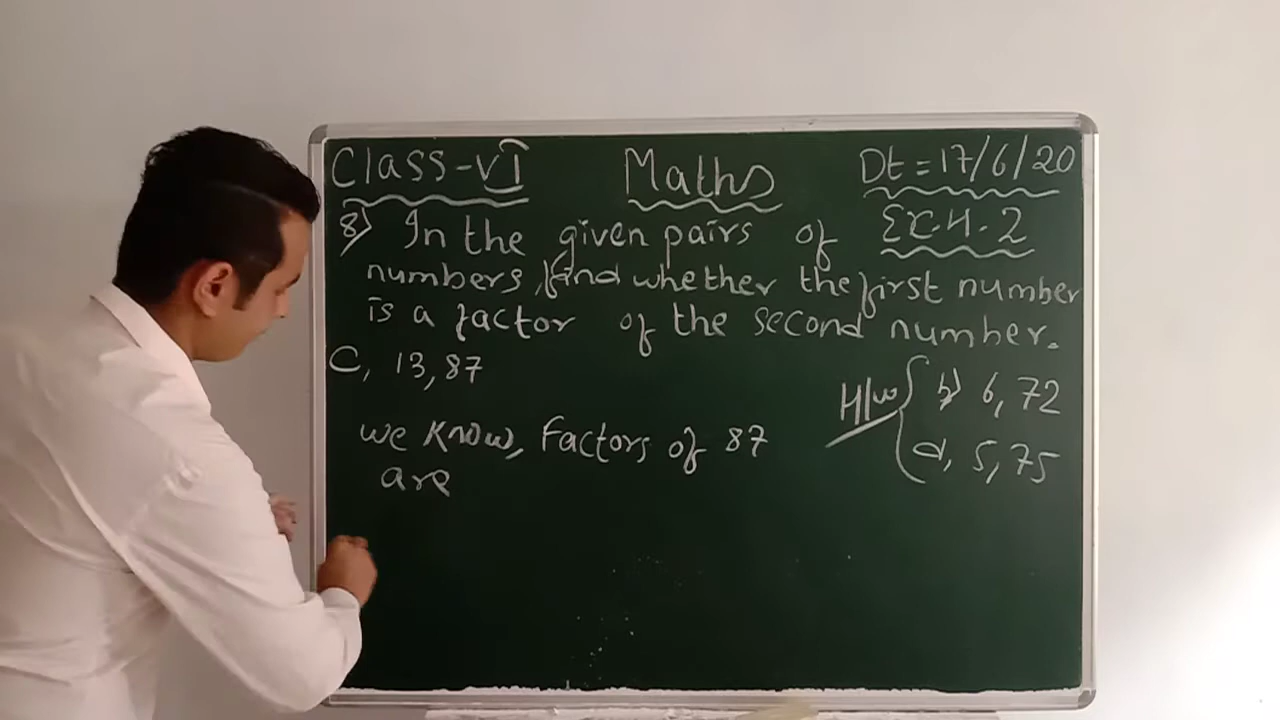 Class-VI Maths Dt = 17/6/20
8) In the given pairs of EX.4.2
numbers, find whether the first number
is a factor of the second number.
C, 13,87
H/w b) 6,72
we know, Factors of 87
d, 5,75
are